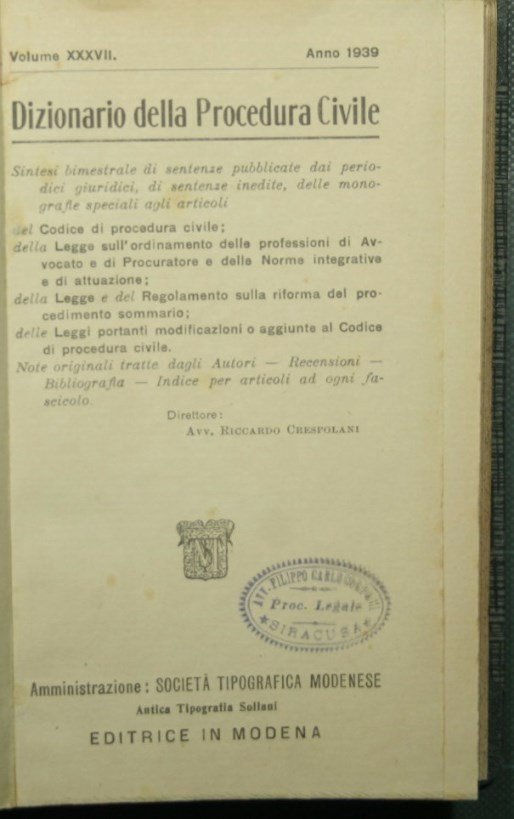 Volume XXXVII. Anno 1939
Dizionario della Procedura Civile
Sintesi bimestrale di sentenze pubblicate dai perio-
dici giuridici, di sentenze inedite, delle mono-
grafie speciali agli articoli
del Codice di procedura civile;
della Legge sull'ordinamento delle professioni di Av-
vocato e di Procuratore e delle Norme integrative
e di attuazione;
della Legge e del Regolamento sulla riforma del pro-
cedimento sommario;
delle Leggi portanti modificazioni o aggiunte al Codice
di procedura civile.
Note originali tratte dagli Autori — Recensioni —
Bibliografia — Indice per articoli ad ogni fa-
scicolo.
Direttore:
Avv. Riccardo Crespolani
AVV. FILIPPO CARLO
Proc. Legale
SIRACUSA
Amministrazione: SOCIETÀ TIPOGRAFICA MODENESE
Antica Tipografia Soliani
EDITRICE IN MODENA